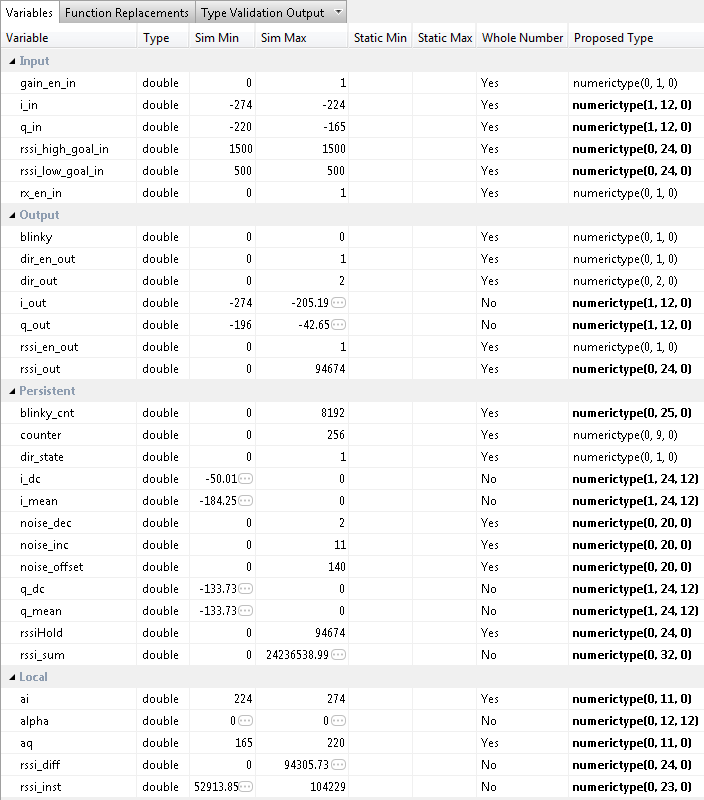 Variables Function Replacements Type Validation Output
Variable Type Sim Min Sim Max Static Min Static Max Whole Number Proposed Type
Input
gain_en_in double 0 1 Yes numerictype(0, 1, 0)
i_in double -274 -224 Yes numerictype(1, 12, 0)
q_in double -220 -165 Yes numerictype(1, 12, 0)
rssi_high_goal_in double 1500 1500 Yes numerictype(0, 24, 0)
rssi_low_goal_in double 500 500 Yes numerictype(0, 24, 0)
rx_en_in double 0 1 Yes numerictype(0, 1, 0)
Output
blinky double 0 0 Yes numerictype(0, 1, 0)
dir_en_out double 0 1 Yes numerictype(0, 1, 0)
dir_out double 0 2 Yes numerictype(0, 2, 0)
i_out double -274 -205.19 ... No numerictype(1, 12, 0)
q_out double -196 -42.65 ... No numerictype(1, 12, 0)
rssi_en_out double 0 1 Yes numerictype(0, 1, 0)
rssi_out double 0 94674 Yes numerictype(0, 24, 0)
Persistent
blinky_cnt double 0 8192 Yes numerictype(0, 25, 0)
counter double 0 256 Yes numerictype(0, 9, 0)
dir_state double 0 1 Yes numerictype(0, 1, 0)
i_dc double -50.01 ... 0 No numerictype(1, 24, 12)
i_mean double -184.25 ... 0 No numerictype(1, 24, 12)
noise_dec double 0 2 Yes numerictype(0, 20, 0)
noise_inc double 0 11 Yes numerictype(0, 20, 0)
noise_offset double 0 140 Yes numerictype(0, 20, 0)
q_dc double -133.73 ... 0 No numerictype(1, 24, 12)
q_mean double -133.73 ... 0 No numerictype(1, 24, 12)
rssiHold double 0 94674 Yes numerictype(0, 24, 0)
rssi_sum double 0 24236538.99 ... No numerictype(0, 32, 0)
Local
ai double 224 274 Yes numerictype(0, 11, 0)
alpha double 0 ... 0 ... No numerictype(0, 12, 12)
aq double 165 220 Yes numerictype(0, 11, 0)
rssi_diff double 0 94305.73 ... No numerictype(0, 24, 0)
rssi_inst double 52913.85 ... 104229 No numerictype(0, 23, 0)